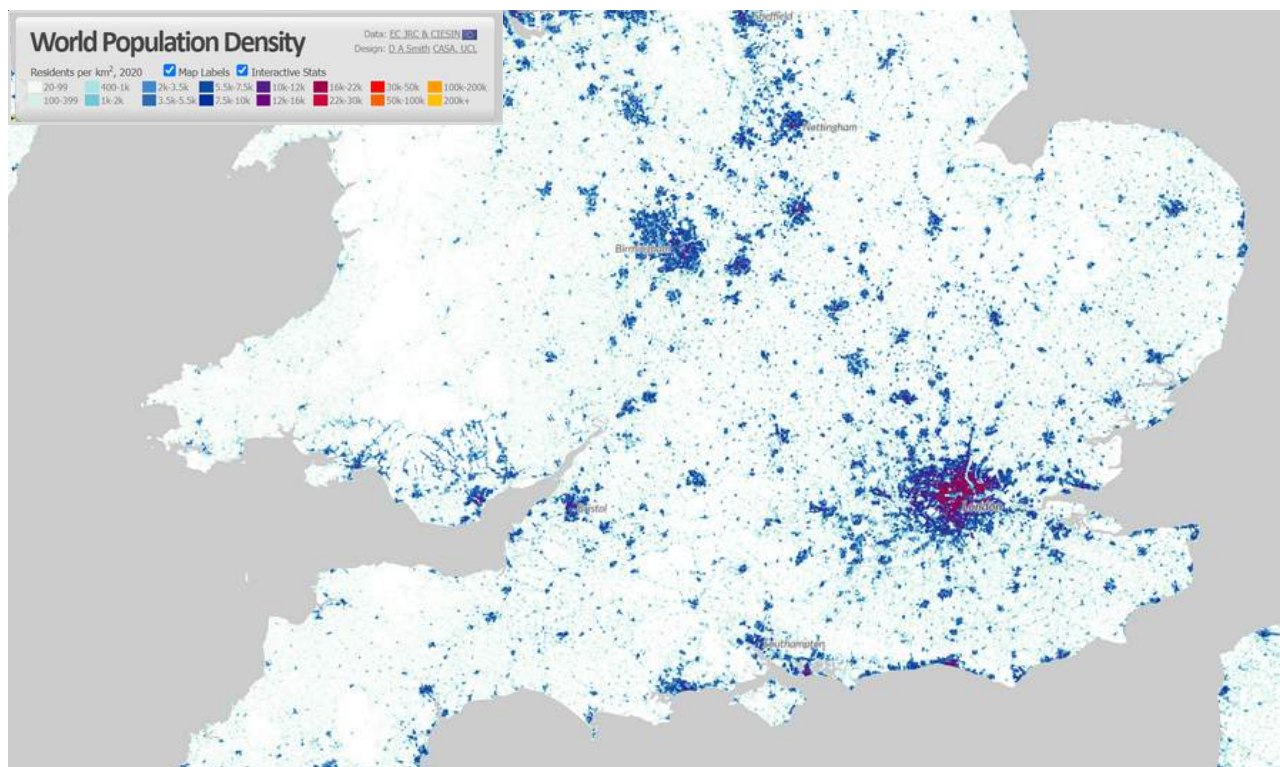 World Population Density
Data: EC JRC & CIESIN
Design: D A Smith CASA, UCL
Residents per km², 2020 Map Labels Interactive Stats
20-99 400-1k 2k-3.5k 5.5k-7.5k 10k-12k 16k-22k 30k-50k 100k-200k
100-399 1k-2k 3.5k-5.5k 7.5k-10k 12k-16k 22k-30k 50k-100k 200k+
Sheffield
Nottingham
Birmingham
Bristol
London
Southampton